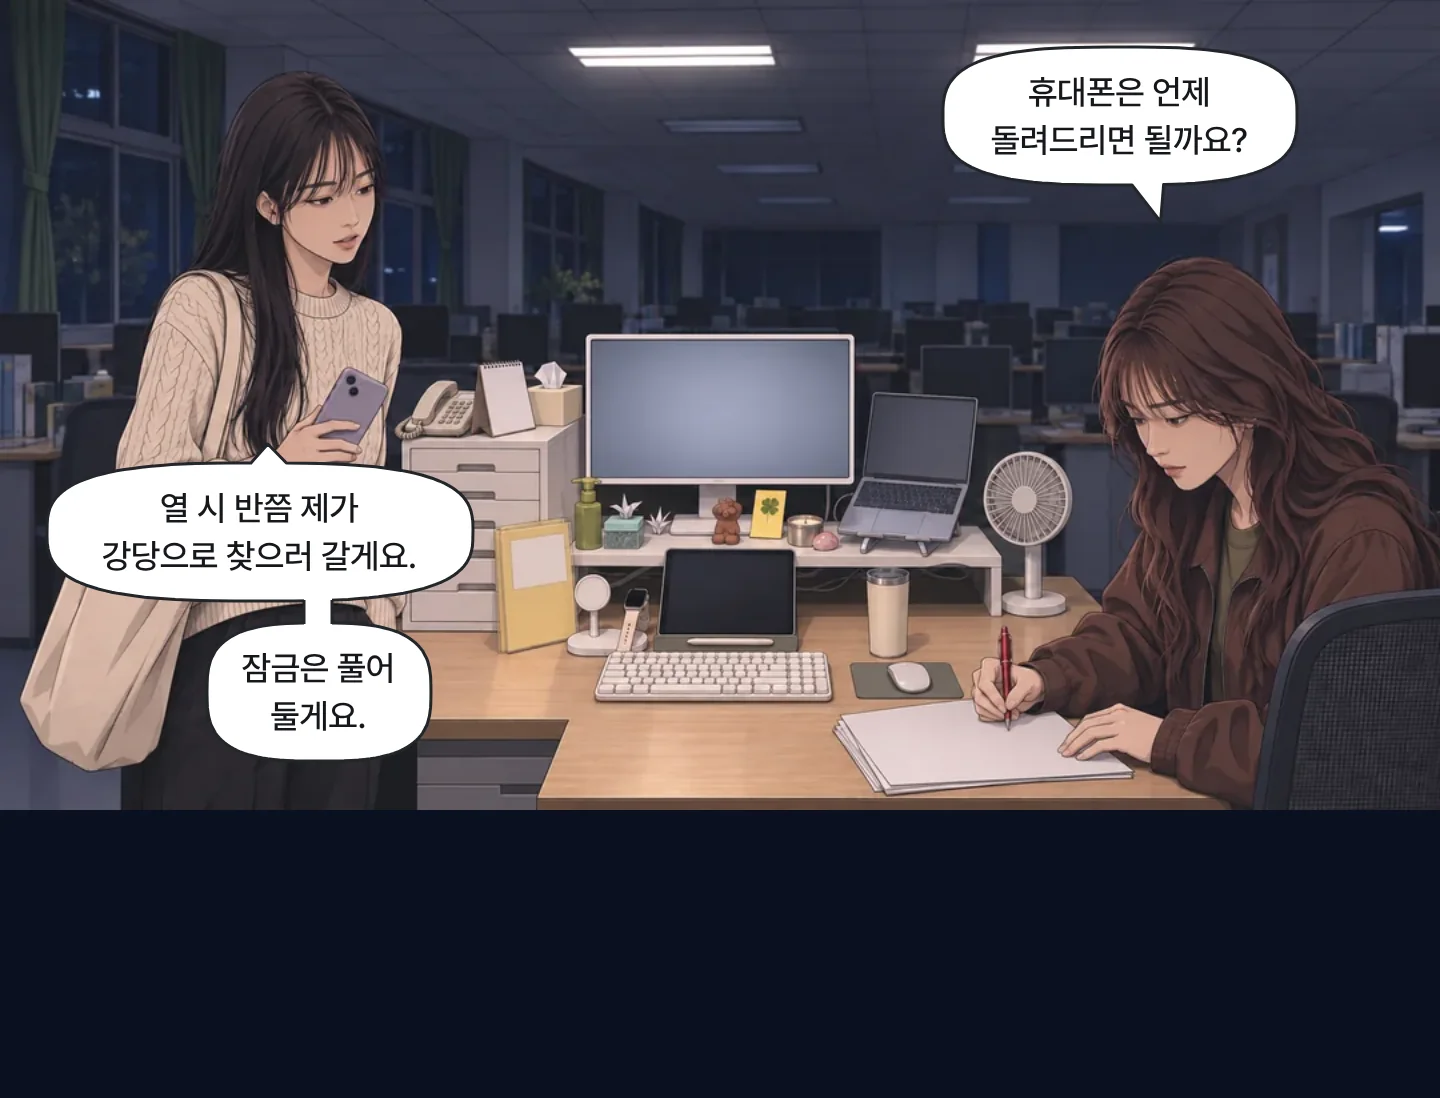 휴대폰은 언제
돌려드리면 될까요?
열 시 반쯤 제가
강당으로 찾으러 갈게요.
잠금은 풀어
둘게요.